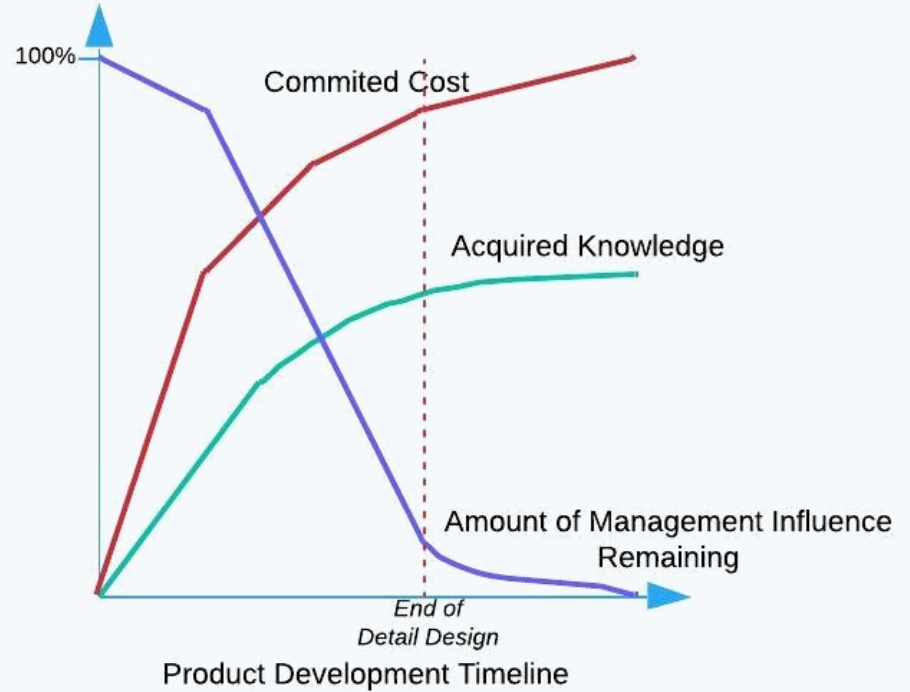 100%
Commited Cost
Acquired Knowledge
Amount of Management Influence
Remaining
End of
Detail Design
Product Development Timeline